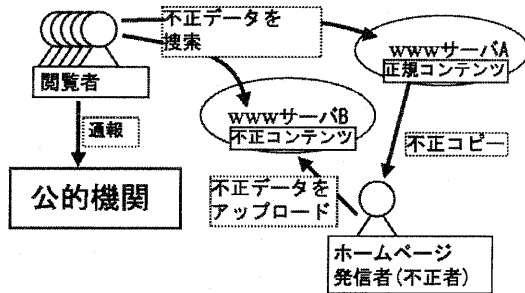 不正データを
捜索
wwwサーバA
正規コンテンツ
閲覧者
wwwサーバB
不正コンテンツ
通報
不正コピー
公的機関
不正データを
アップロード
ホームページ
発信者(不正者)